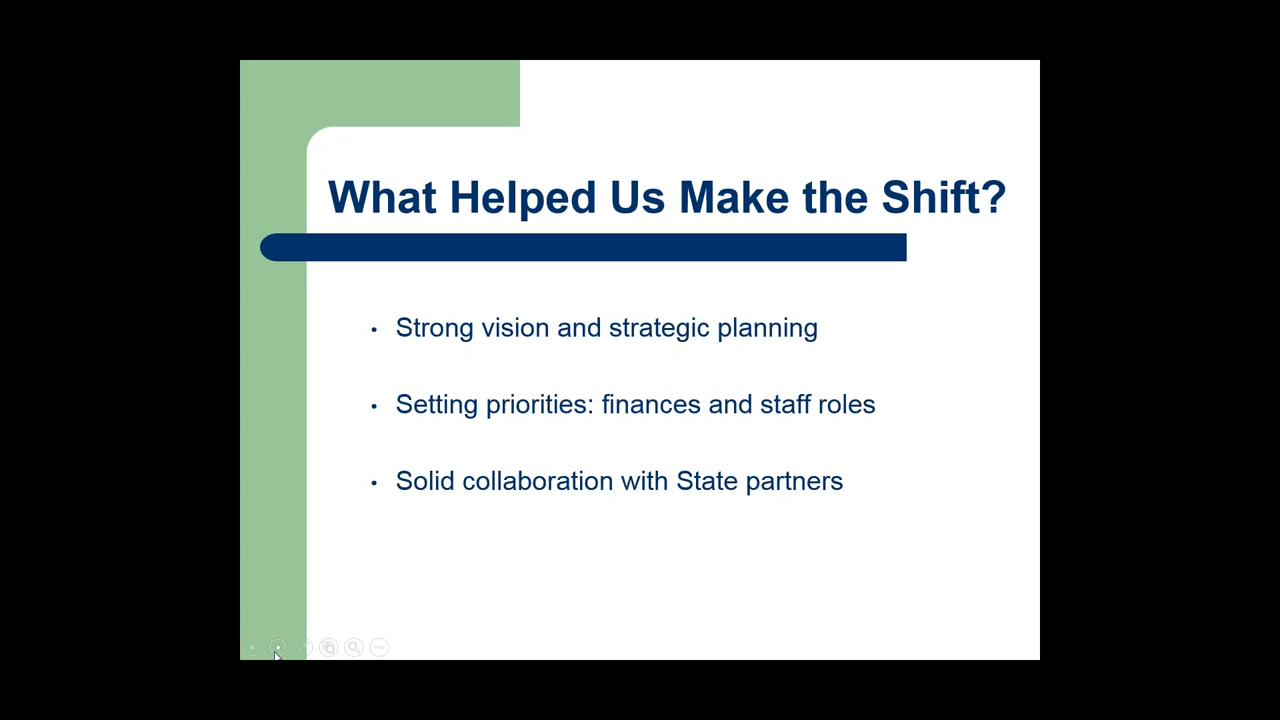 What Helped Us Make the Shift?
• Strong vision and strategic planning
• Setting priorities: finances and staff roles
• Solid collaboration with State partners